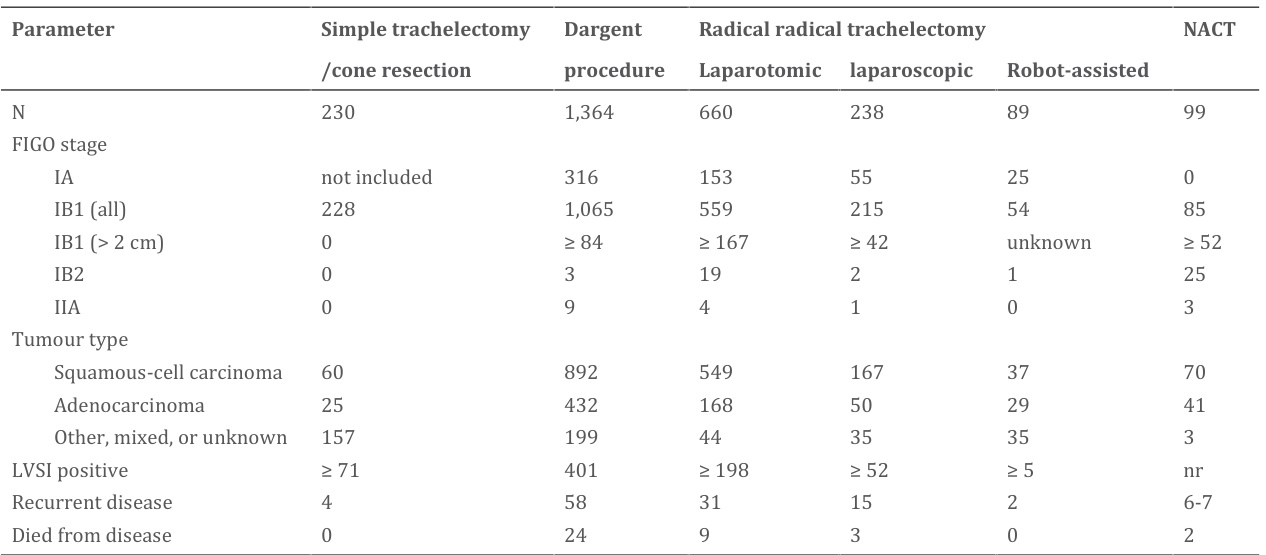 Parameter Simple trachelectomy Dargent Radical radical trachelectomy NACT
/cone resection procedure Laparotomic laparoscopic Robot-assisted
N 230 1,364 660 238 89 99
FIGO stage
IA not included 316 153 55 25 0
IB1 (all) 228 1,065 559 215 54 85
IB1 (> 2 cm) 0 ≥ 84 ≥ 167 ≥ 42 unknown ≥ 52
IB2 0 3 19 2 1 25
IIA 0 9 4 1 0 3
Tumour type
Squamous-cell carcinoma 60 892 549 167 37 70
Adenocarcinoma 25 432 168 50 29 41
Other, mixed, or unknown 157 199 44 35 35 3
LVSI positive ≥ 71 401 ≥ 198 ≥ 52 ≥ 5 nr
Recurrent disease 4 58 31 15 2 6-7
Died from disease 0 24 9 3 0 2